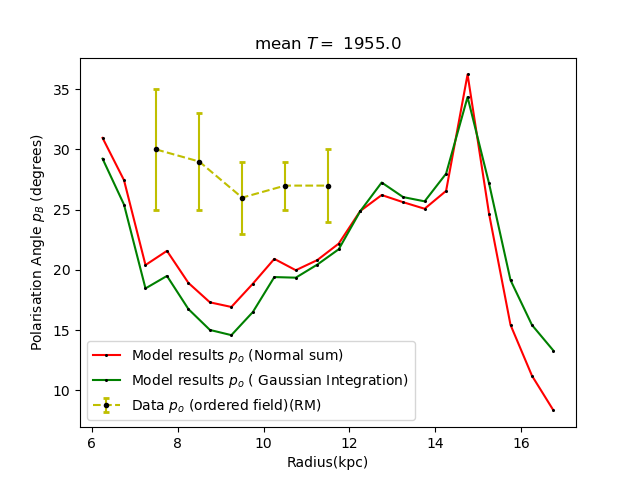 mean T = 1955.0
35
30
25
20
15
10
Polarisation Angle p_B (degrees)
Model results p_o (Normal sum)
Model results p_o ( Gaussian Integration)
Data p_o (ordered field)(RM)
6 8 10 12 14 16
Radius(kpc)